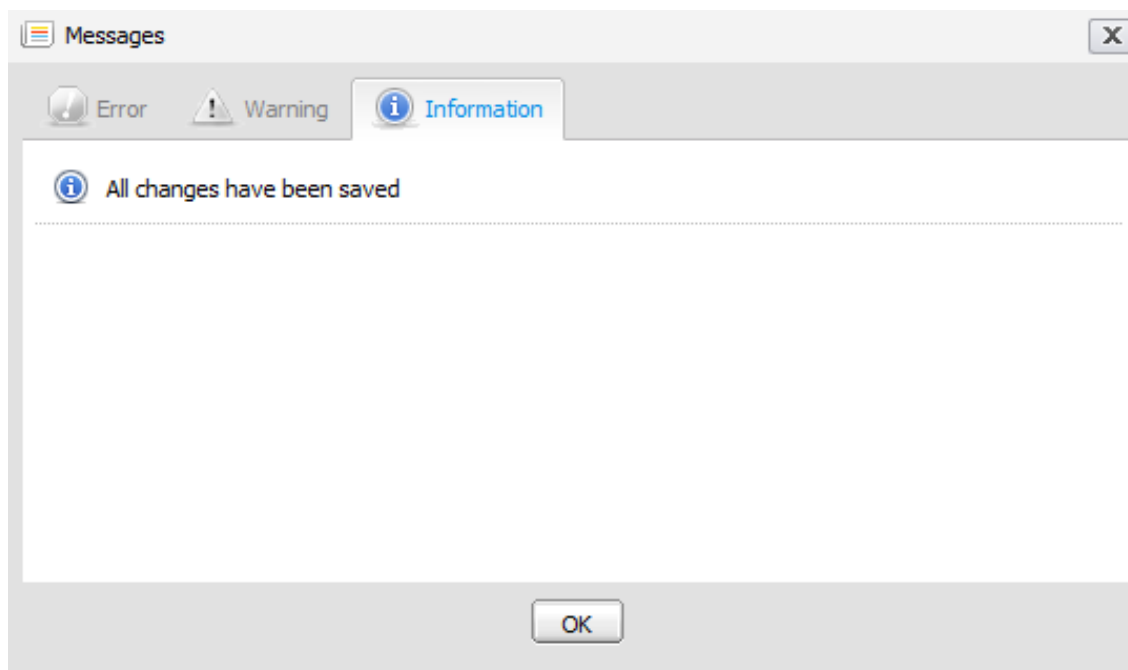 Messages
X
Error
Warning
Information
All changes have been saved
OK